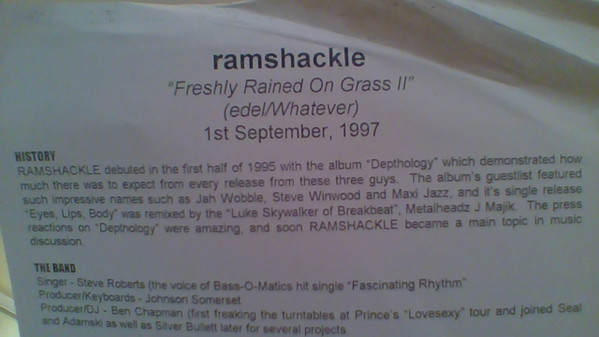 ramshackle
"Freshly Rained On Grass II"
(edel/Whatever)
1st September, 1997
HISTORY
RAMSHACKLE debuted in the first half of 1995 with the album "Depthology" which demonstrated how
much there was to expect from every release from these three guys. The album's guestlist featured
such impressive names such as Jah Wobble, Steve Winwood and Maxi Jazz, and it's single release
"Eyes, Lips, Body" was remixed by the "Luke Skywalker of Breakbeat", Metalheadz J Majik. The press
reactions on "Depthology" were amazing, and soon RAMSHACKLE became a main topic in music
discussion.
THE BAND
Singer - Steve Roberts (the voice of Bass-O-Matics hit single "Fascinating Rhythm"
Producer/Keyboards - Johnson Somerset
Producer/DJ - Ben Chapman (first freaking the turntables at Prince's "Lovesexy" tour and joined Seal
and Adamski as well as Silver Bullett later for several projects.